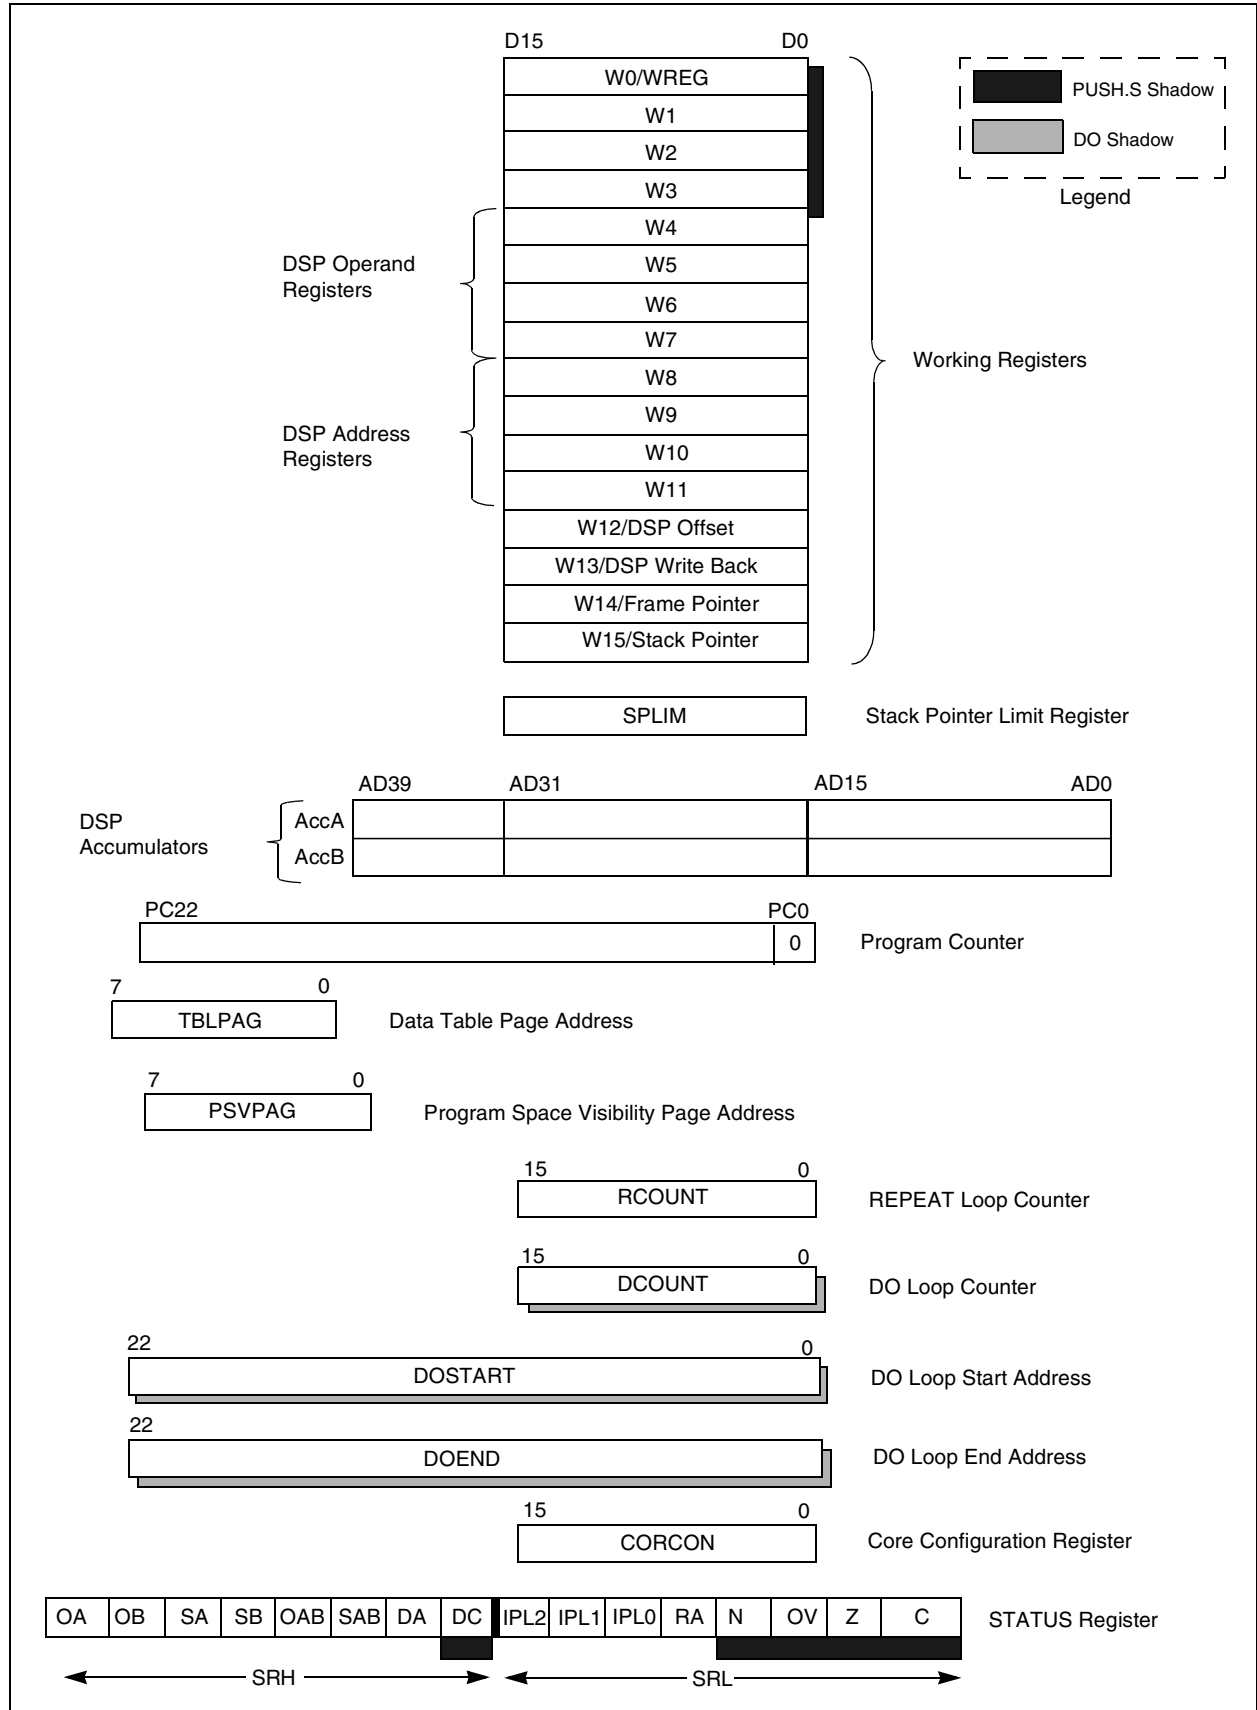 D15 D0
W0/WREG
W1
W2
W3
W4
W5
W6
W7
W8
W9
W10
W11
W12/DSP Offset
W13/DSP Write Back
W14/Frame Pointer
W15/Stack Pointer
PUSH.S Shadow
DO Shadow
Legend
DSP Operand
Registers
DSP Address
Registers
Working Registers
SPLIM
Stack Pointer Limit Register
AD39 AD31 AD15 AD0
DSP
Accumulators
AccA
AccB
PC22 PC0
0
Program Counter
7 0
TBLPAG
Data Table Page Address
7 0
PSVPAG
Program Space Visibility Page Address
15 0
RCOUNT
REPEAT Loop Counter
15 0
DCOUNT
DO Loop Counter
22 0
DOSTART
DO Loop Start Address
22
DOEND
DO Loop End Address
15 0
CORCON
Core Configuration Register
OA OB SA SB OAB SAB DA DC IPL2 IPL1 IPL0 RA N OV Z C
STATUS Register
SRH SRL